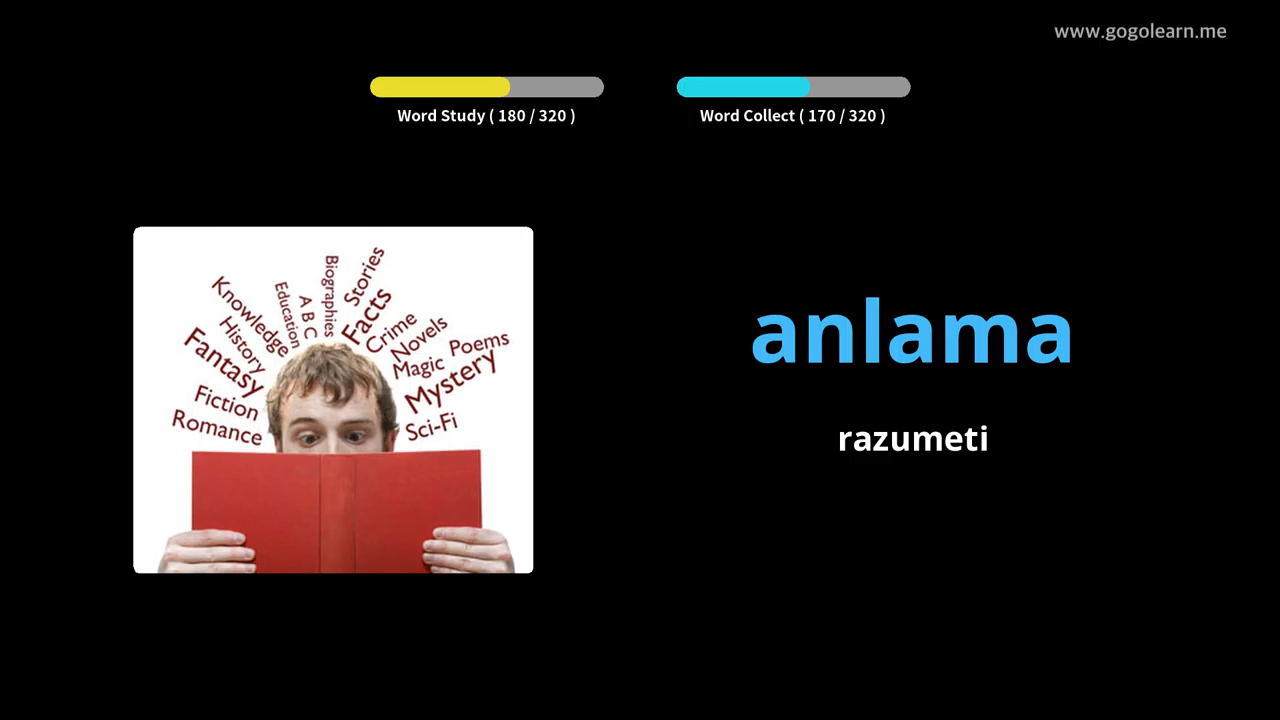 www.gogolearn.me
Word Study ( 180 / 320 )
Word Collect ( 170 / 320 )
Knowledge
History
Fantasy
Fiction
Romance
Education
A B C
Biographies
Stories
Facts
Crime
Novels
Magic
Poems
Mystery
Sci-Fi
anlama
razumeti